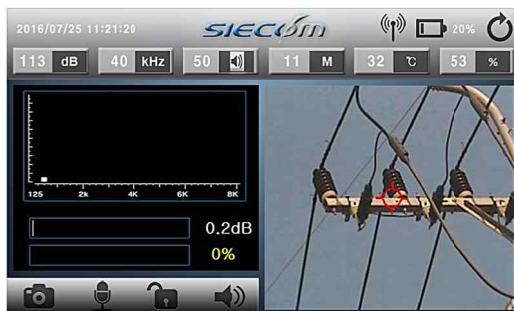 2016/07/25 11:21:20 SIECOM 20%
113 dB 40 kHz 50 11 M 32 ℃ 53 %
125 2k 4K 6K 8K
0.2dB
0%